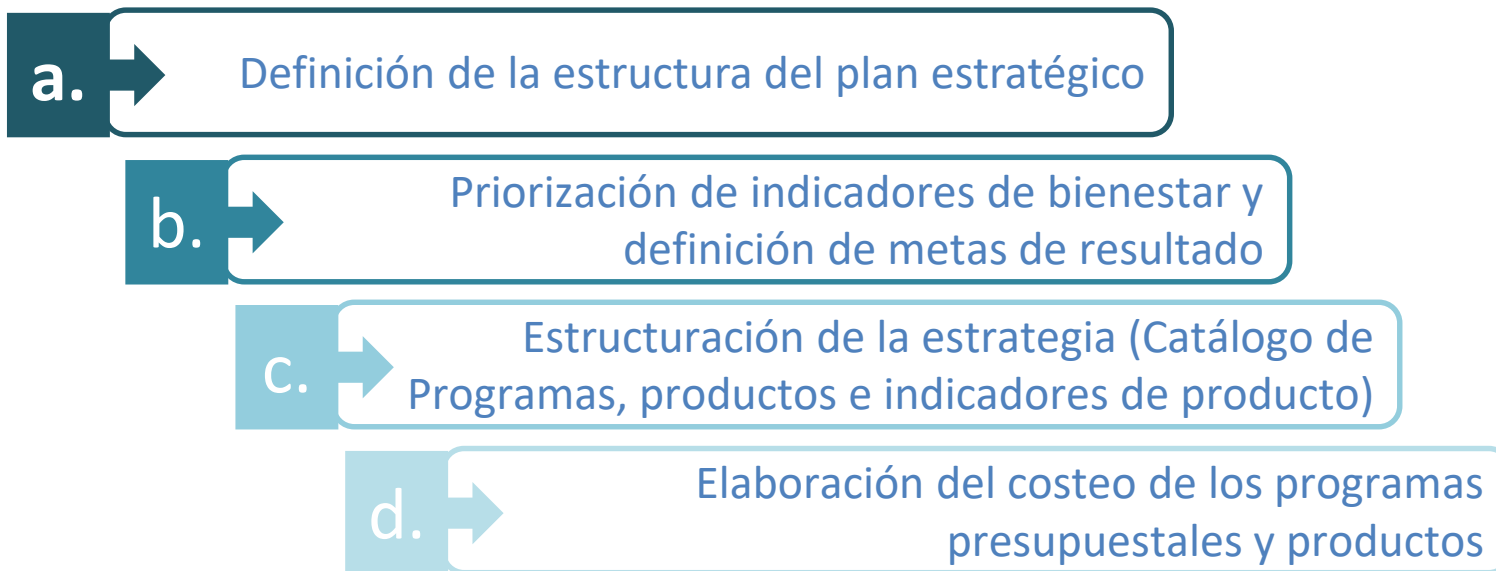 a.
Definición de la estructura del plan estratégico
b.
Priorización de indicadores de bienestar y
definición de metas de resultado
c.
Estructuración de la estrategia (Catálogo de
Programas, productos e indicadores de producto)
d.
Elaboración del costeo de los programas
presupuestales y productos